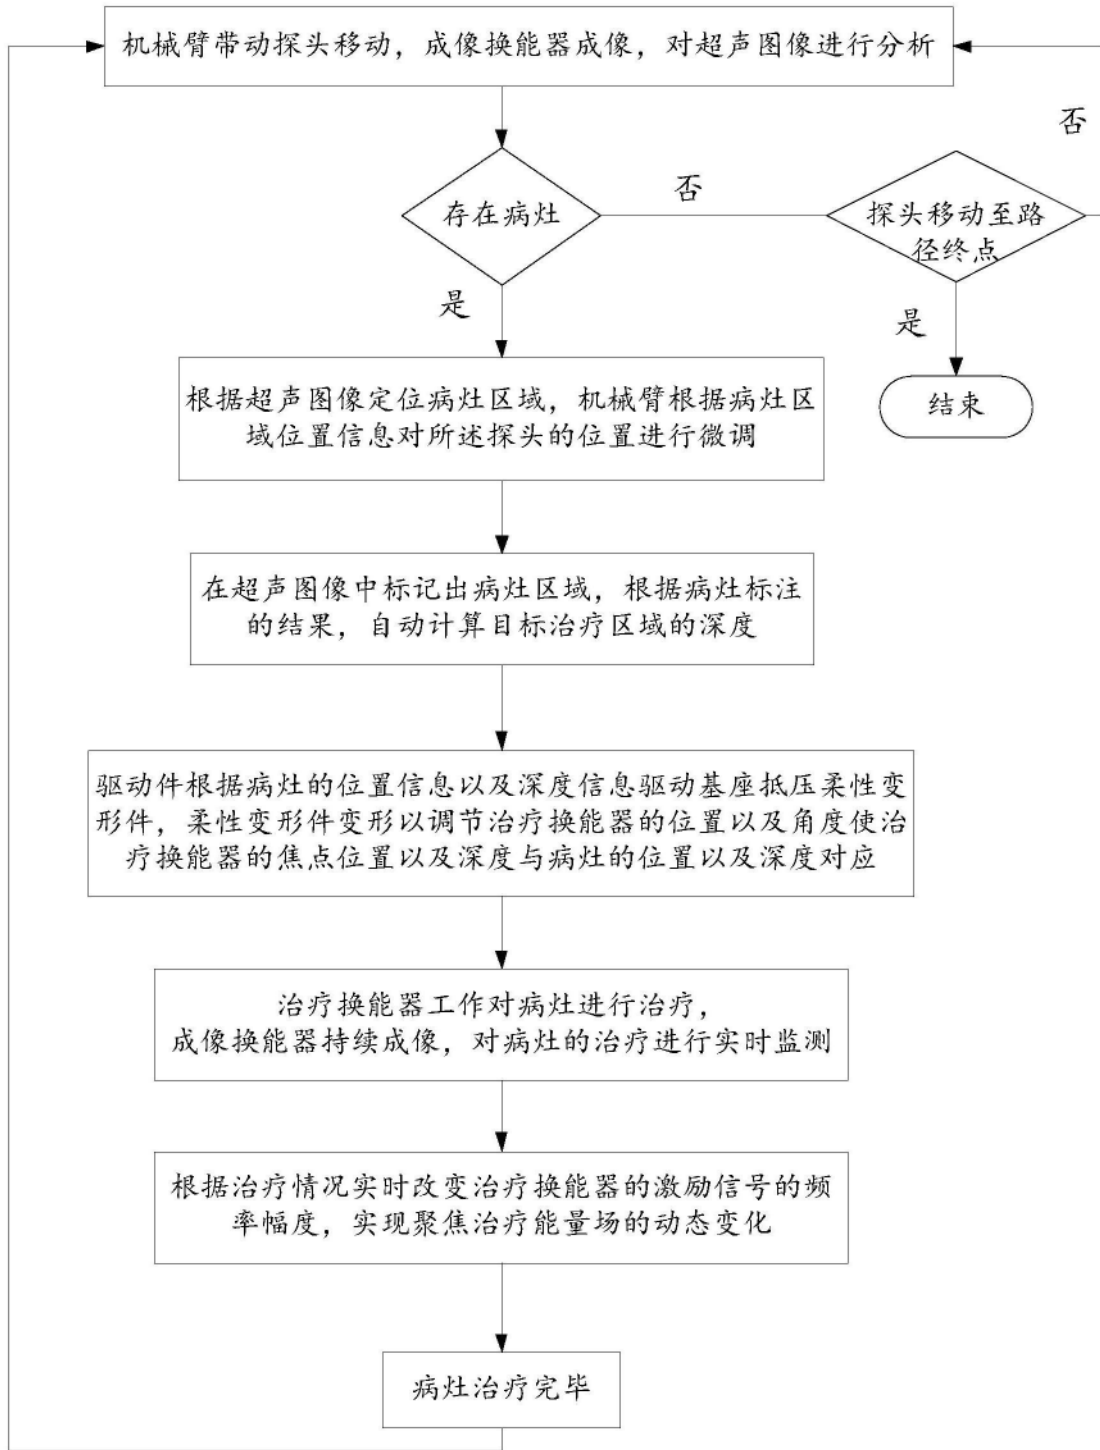 机械臂带动探头移动，成像换能器成像，对超声图像进行分析
否
存在病灶
否
探头移动至路
径终点
是
是
结束
根据超声图像定位病灶区域，机械臂根据病灶区
域位置信息对所述探头的位置进行微调
在超声图像中标记出病灶区域，根据病灶标注
的结果，自动计算目标治疗区域的深度
驱动件根据病灶的位置信息以及深度信息驱动基座抵压柔性变
形件，柔性变形件变形以调节治疗换能器的位置以及角度使治
疗换能器的焦点位置以及深度与病灶的位置以及深度对应
治疗换能器工作对病灶进行治疗，
成像换能器持续成像，对病灶的治疗进行实时监测
根据治疗情况实时改变治疗换能器的激励信号的频
率幅度，实现聚焦治疗能量场的动态变化
病灶治疗完毕